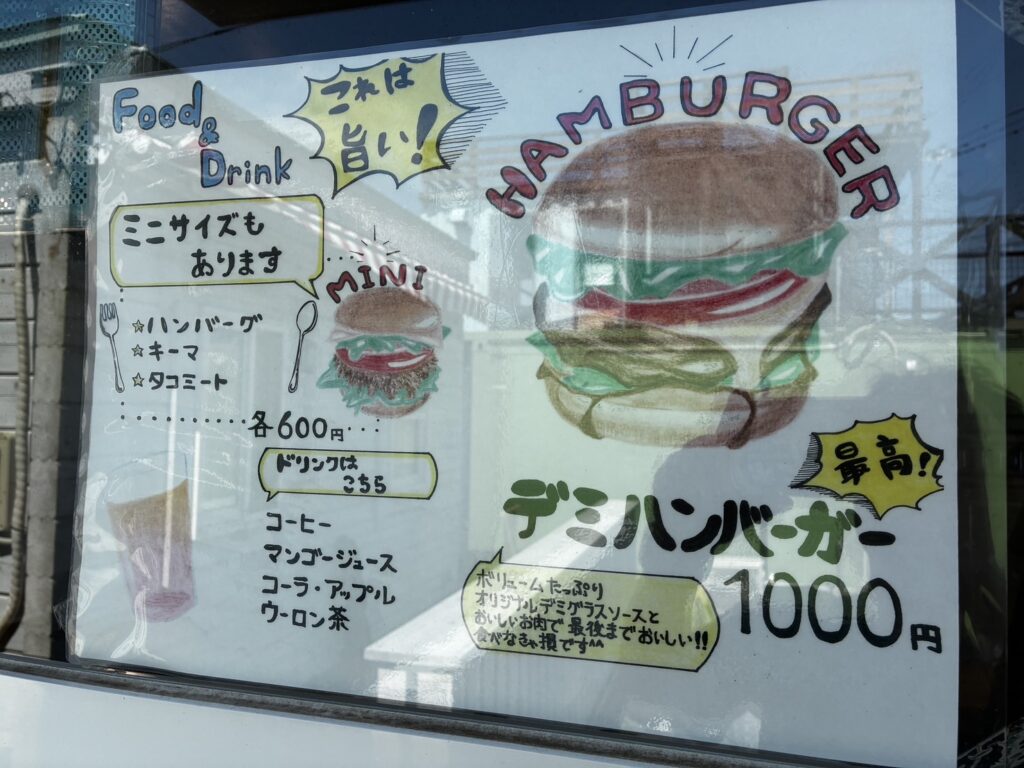 Food
&
Drink
これは
旨い!
ミニサイズも
あります
MINI
☆ハンバーグ
☆キーマ
☆タコミート
各600円
ドリンクは
こちら
コーヒー
マンゴージュース
コーラ・アップル
ウーロン茶
HAMBURGER
最高!
デミハンバーガー
1000円
ボリュームたっぷり
オリジナルデミグラスソースと
おいしいお肉で最後までおいしい!!
食べなきゃ損です^^